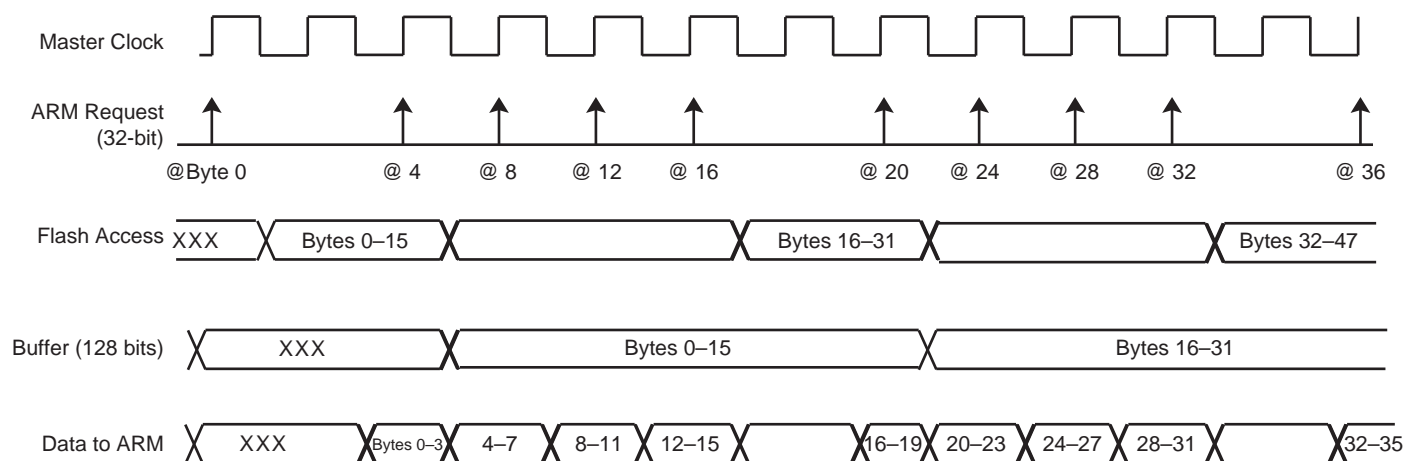 Master Clock
ARM Request
(32-bit)
@Byte 0 @ 4 @ 8 @ 12 @ 16 @ 20 @ 24 @ 28 @ 32 @ 36
Flash Access XXX Bytes 0–15 Bytes 16–31 Bytes 32–47
Buffer (128 bits) XXX Bytes 0–15 Bytes 16–31
Data to ARM XXX Bytes 0–3 4–7 8–11 12–15 16–19 20–23 24–27 28–31 32–35